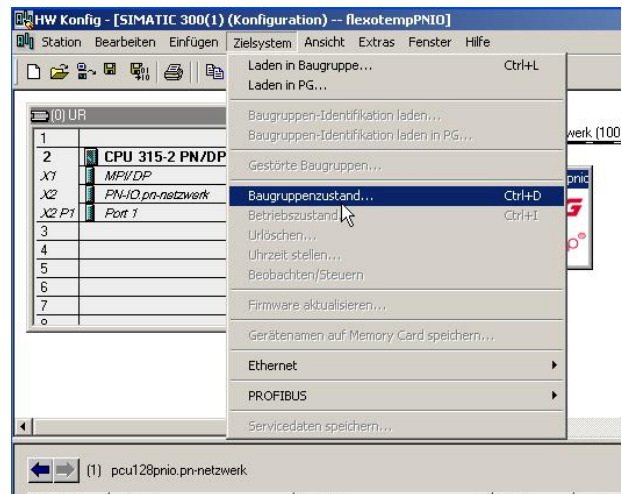 HW Konfig - [SIMATIC 300(1) (Konfiguration) -- flexotempPNIO]
Station Bearbeiten Einfügen Zielsystem Ansicht Extras Fenster Hilfe
Laden in Baugruppe... Ctrl+L
Laden in PG...
Baugruppen-Identifikation laden...
Baugruppen-Identifikation laden in PG...
Gestörte Baugruppen...
Baugruppenzustand... Ctrl+D
Betriebszustand... Ctrl+I
Urlöschen...
Uhrzeit stellen...
Beobachten/Steuern
Firmware aktualisieren...
Gerätenamen auf Memory Card speichern...
Ethernet
PROFIBUS
Servicedaten speichern...
(0) UR
1
2 CPU 315-2 PN/DP
X1 MPI/DP
X2 PN-IO.pn-netzwerk
X2 P1 Port 1
3
4
5
6
7
werk (100
pnio
(1) pcu128pnio.pn-netzwerk